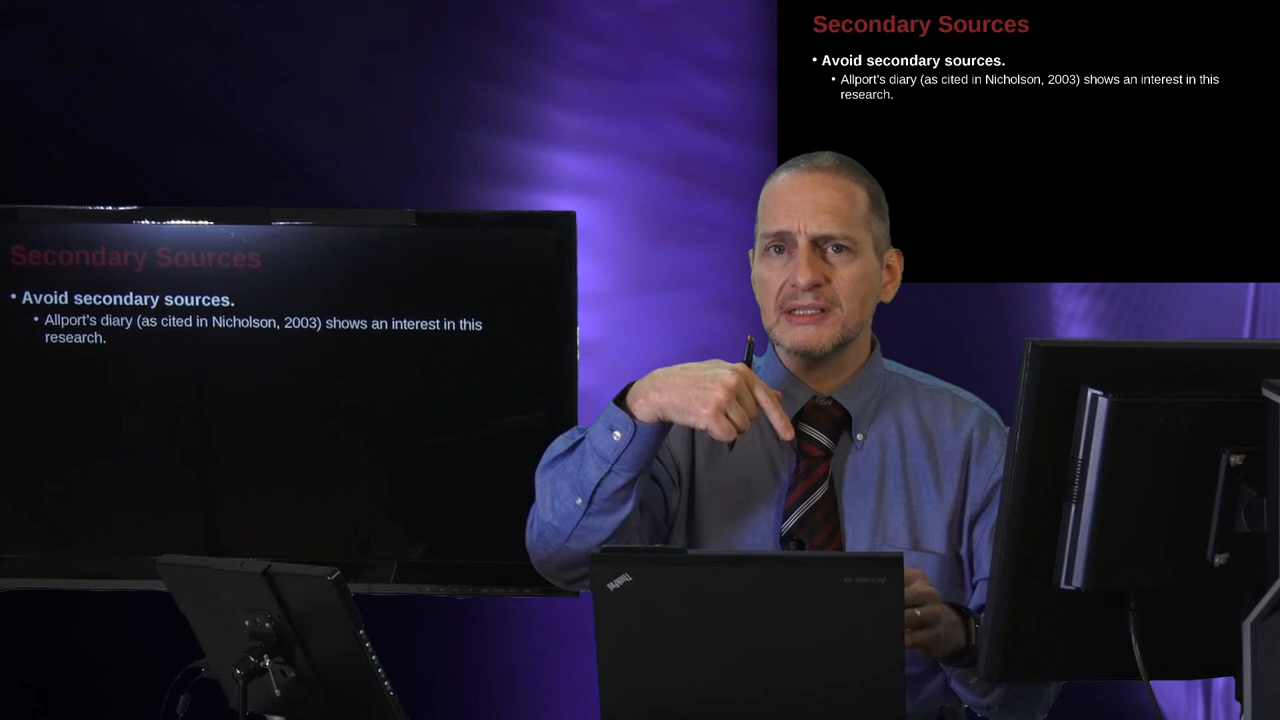 Secondary Sources
• Avoid secondary sources.
• Allport's diary (as cited in Nicholson, 2003) shows an interest in this
research.
Secondary Sources
• Avoid secondary sources.
• Allport's diary (as cited in Nicholson, 2003) shows an interest in this
research.
ThinkPad